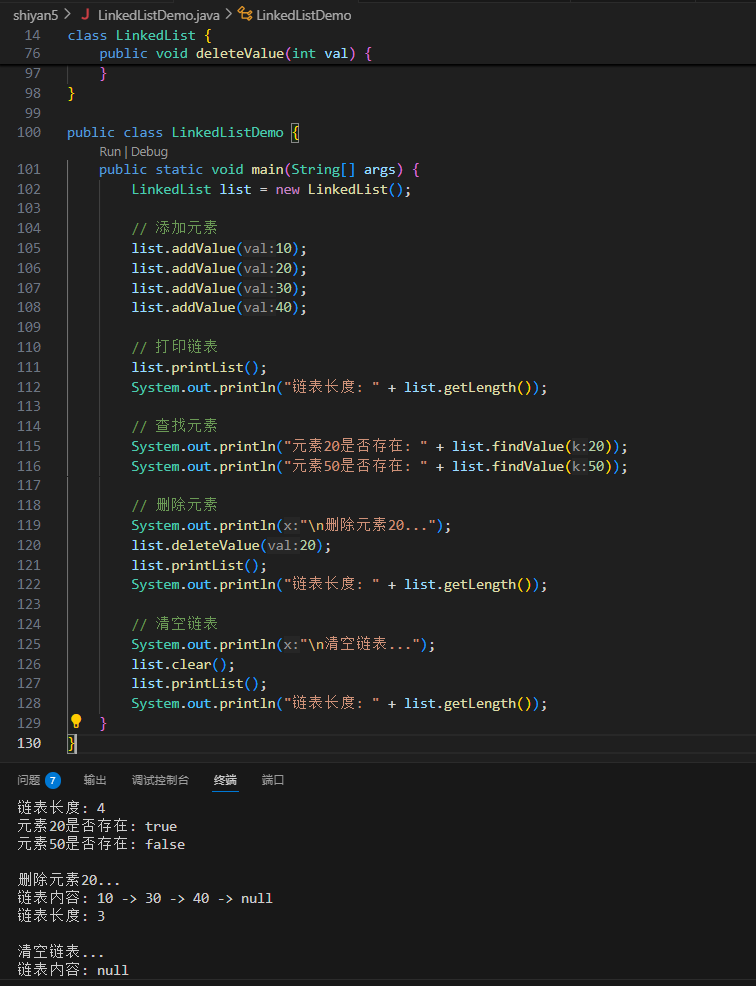 shiyan5 > J LinkedListDemo.java > LinkedListDemo
14 class LinkedList {
76 public void deleteValue(int val) {
97 }
98 }
99
100 public class LinkedListDemo {
Run | Debug
101 public static void main(String[] args) {
102 LinkedList list = new LinkedList();
103
104 // 添加元素
105 list.addValue(val:10);
106 list.addValue(val:20);
107 list.addValue(val:30);
108 list.addValue(val:40);
109
110 // 打印链表
111 list.printList();
112 System.out.println("链表长度: " + list.getLength());
113
114 // 查找元素
115 System.out.println("元素20是否存在: " + list.findValue(k:20));
116 System.out.println("元素50是否存在: " + list.findValue(k:50));
117
118 // 删除元素
119 System.out.println(x:"\n删除元素20...");
120 list.deleteValue(val:20);
121 list.printList();
122 System.out.println("链表长度: " + list.getLength());
123
124 // 清空链表
125 System.out.println(x:"\n清空链表...");
126 list.clear();
127 list.printList();
128 System.out.println("链表长度: " + list.getLength());
129 }
130 }
问题 7 输出 调试控制台 终端 端口
链表长度: 4
元素20是否存在: true
元素50是否存在: false
删除元素20...
链表内容: 10 -> 30 -> 40 -> null
链表长度: 3
清空链表...
链表内容: null